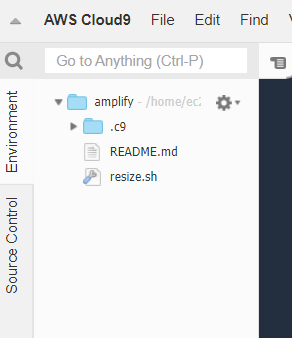 AWS Cloud9 File Edit Find
Go to Anything (Ctrl-P)
amplify - /home/ec
.c9
README.md
resize.sh
Environment
Source Control